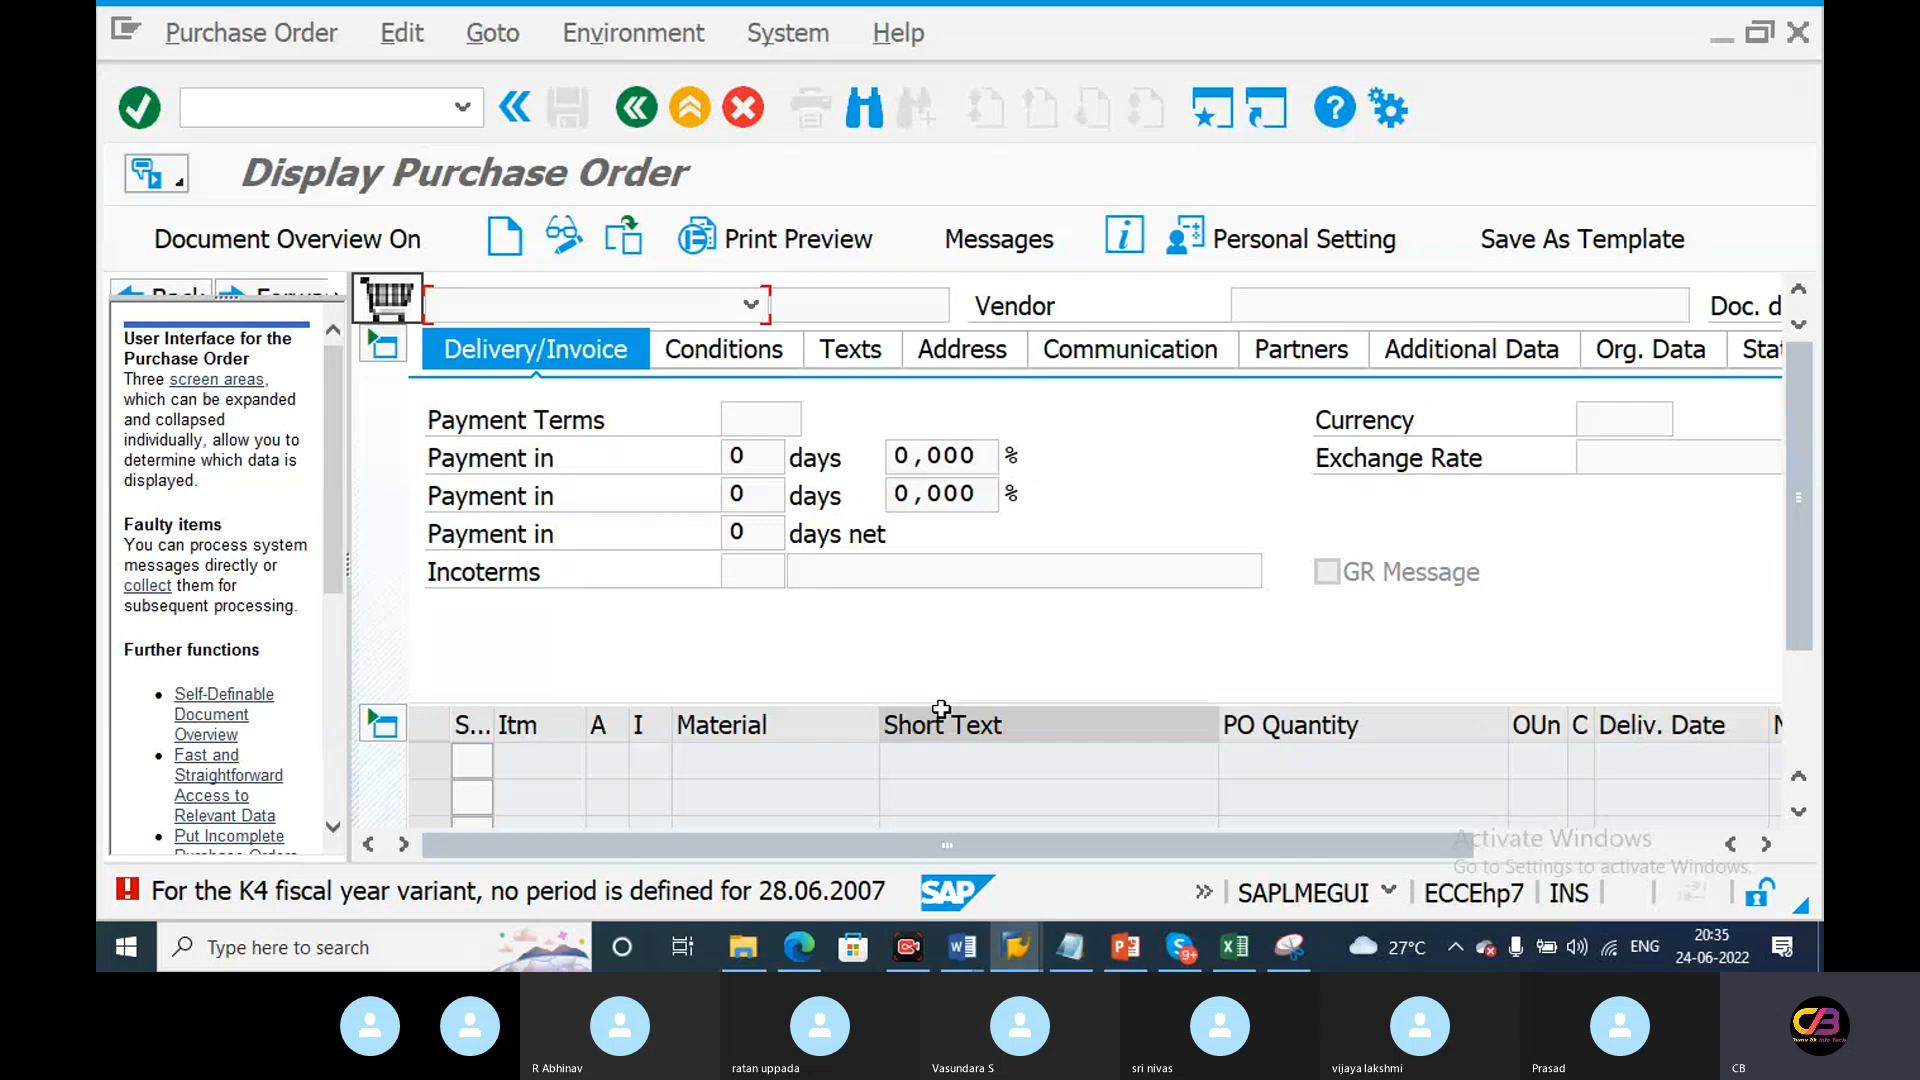 Purchase Order Edit Goto Environment System Help
Display Purchase Order
Document Overview On Print Preview Messages Personal Setting Save As Template
Vendor Doc. d
Delivery/Invoice Conditions Texts Address Communication Partners Additional Data Org. Data Sta
User Interface for the
Purchase Order
Three screen areas,
which can be expanded
and collapsed
individually, allow you to
determine which data is
displayed.
Faulty items
You can process system
messages directly or
collect them for
subsequent processing.
Further functions
• Self-Definable
Document
Overview
• Fast and
Straightforward
Access to
Relevant Data
• Put Incomplete
Payment Terms
Payment in 0 days 0,000 %
Payment in 0 days 0,000 %
Payment in 0 days net
Incoterms
Currency
Exchange Rate
GR Message
S... Itm A I Material Short Text PO Quantity OUn C Deliv. Date
Activate Windows
Go to Settings to activate Windows.
For the K4 fiscal year variant, no period is defined for 28.06.2007 SAP SAPLMEGUI ECCEhp7 INS
Type here to search 9+ 27°C ENG 20:35
24-06-2022
R Abhinav ratan uppada Vasundara S sri nivas vijaya lakshmi Prasad CB